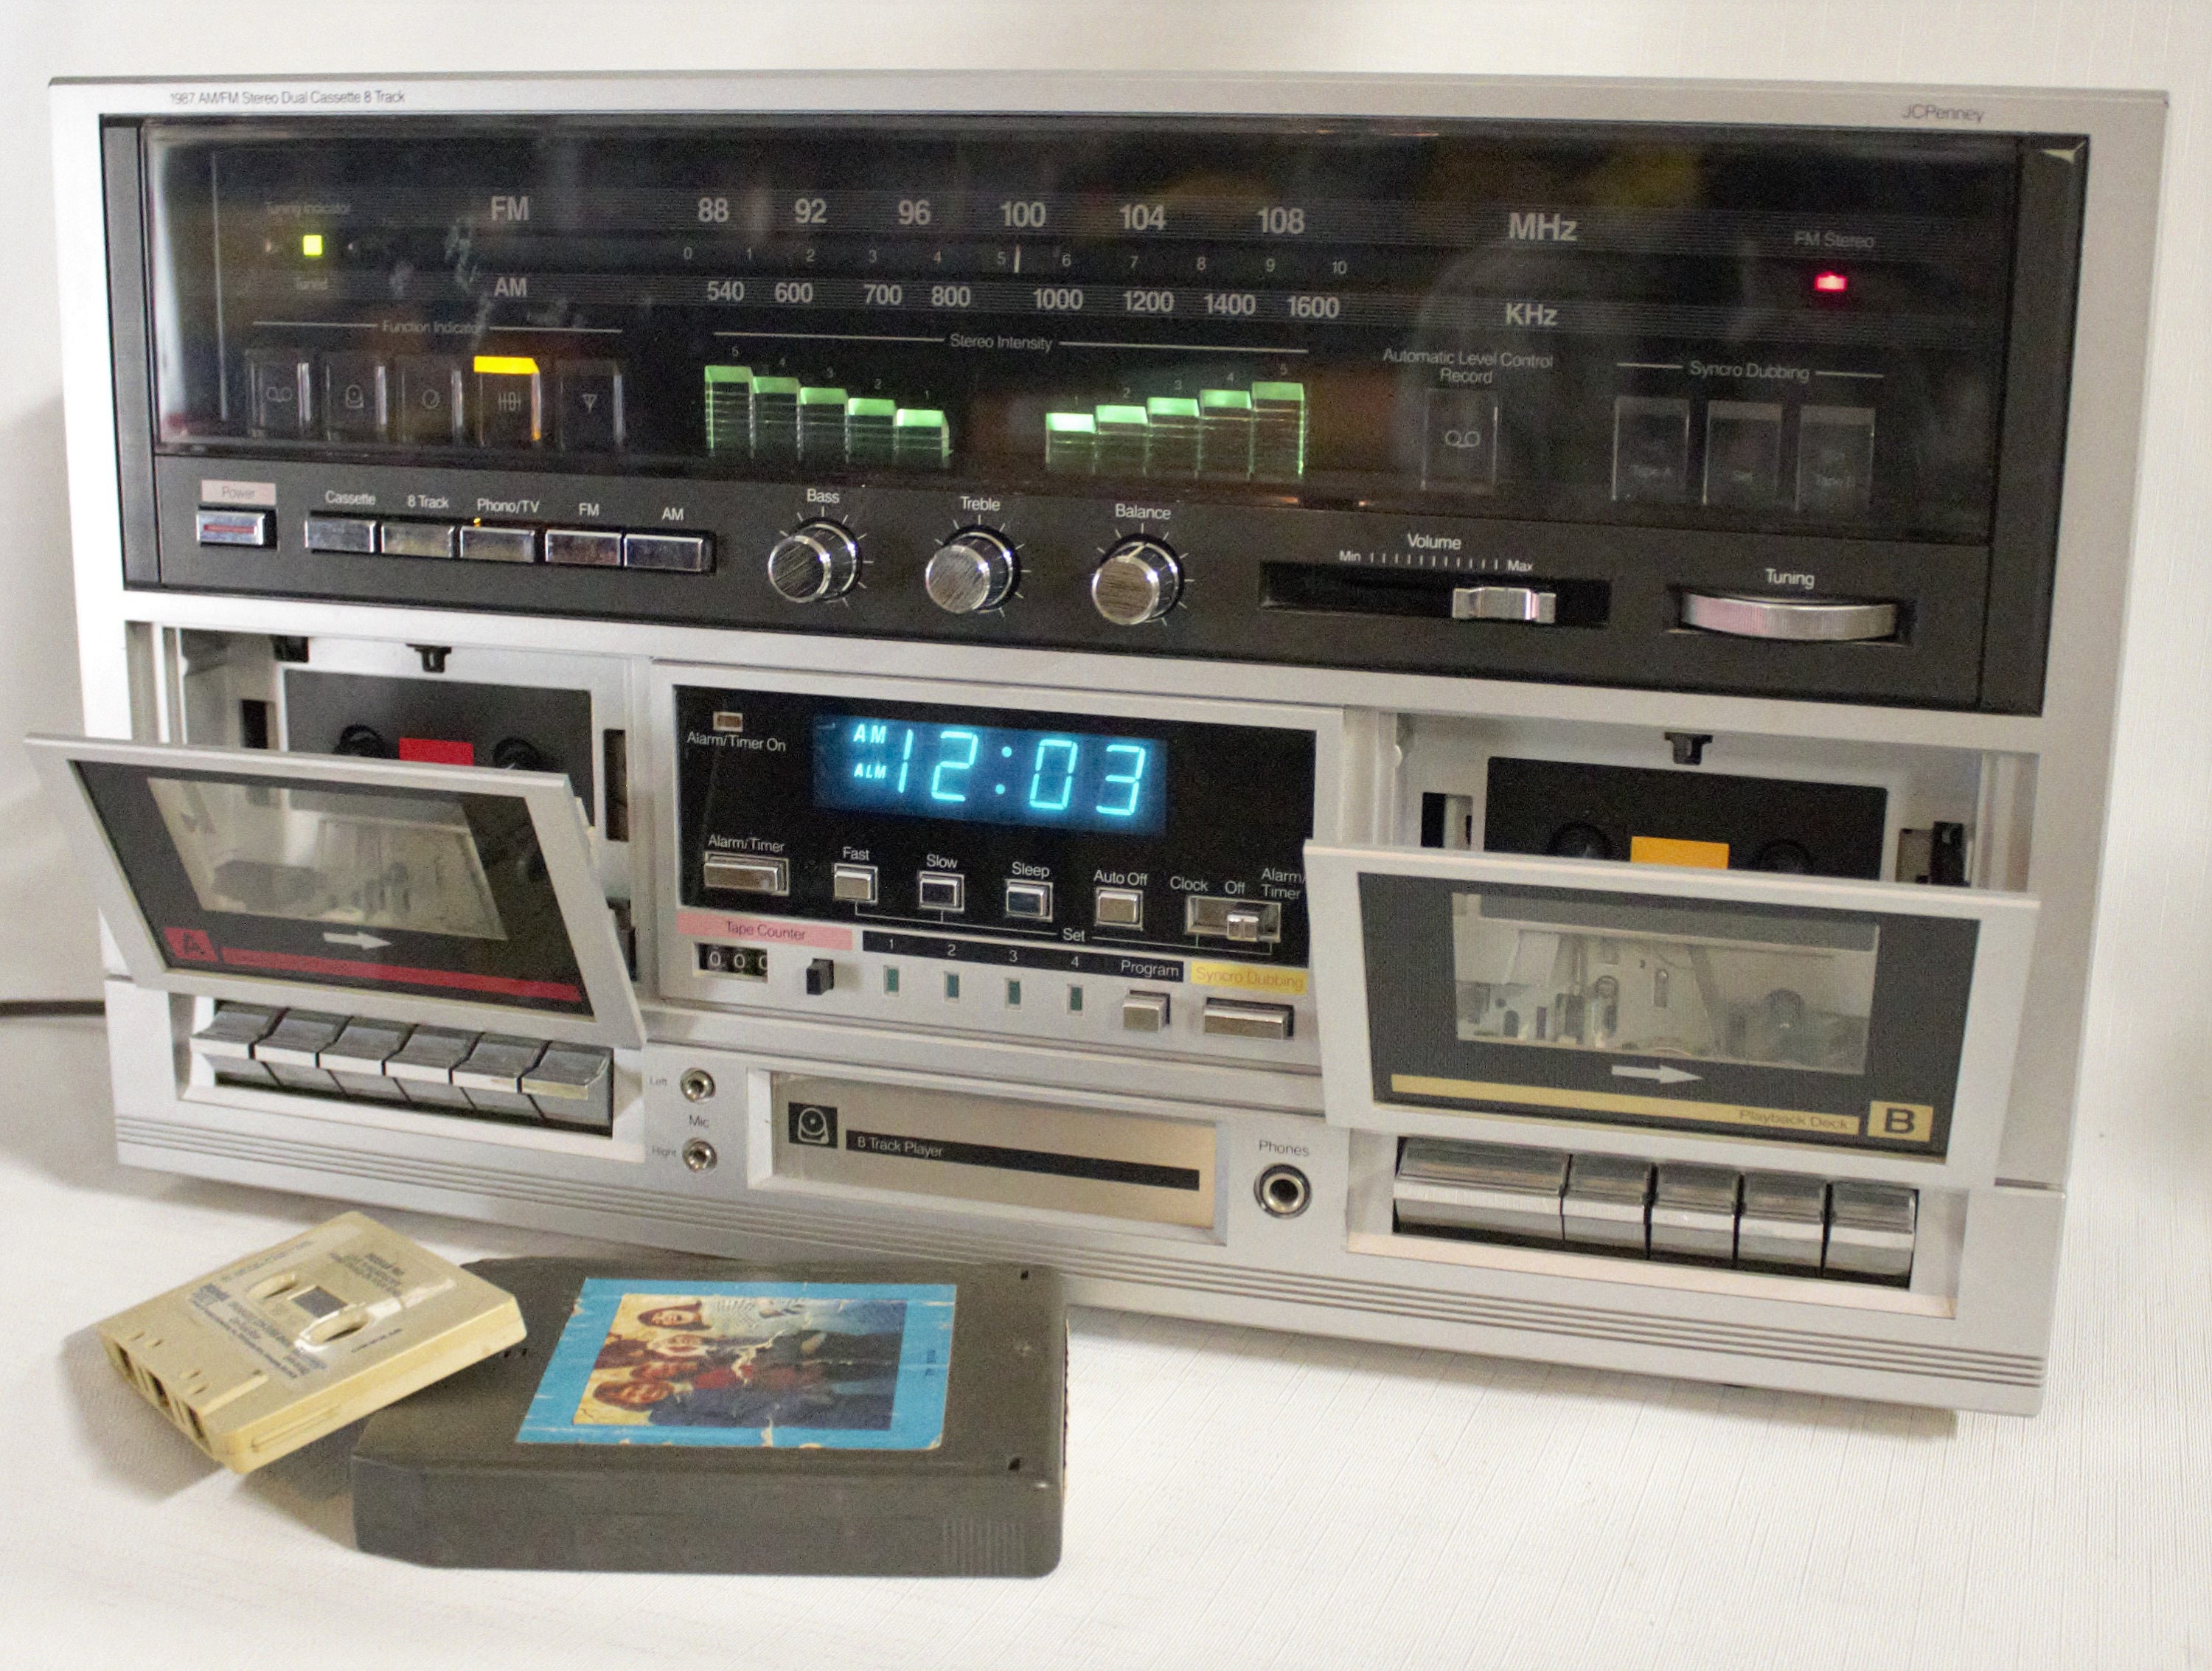 1987 AM/FM Stereo Dual Cassette 8 Track
JCPenney
Tuning Indicator
Tuned
FM 88 92 96 100 104 108 MHz
0 1 2 3 4 5 6 7 8 9 10
AM 540 600 700 800 1000 1200 1400 1600 KHz
FM Stereo
Function Indicator
Stereo Intensity
5 4 3 2 1 1 2 3 4 5
Automatic Level Control
Record
Syncro Dubbing
Tape A
Tape B
Power
Cassette 8 Track Phono/TV FM AM
Bass
Treble
Balance
Volume
Min Max
Tuning
Alarm/Timer On
AM
ALM
12:03
Alarm/Timer
Fast
Slow
Sleep
Auto Off
Clock Off Alarm/
Timer
Set
Tape Counter
000
1 2 3 4 Program
Syncro Dubbing
A
Playback Deck B
Left
Mic
Right
8 Track Player
Phones